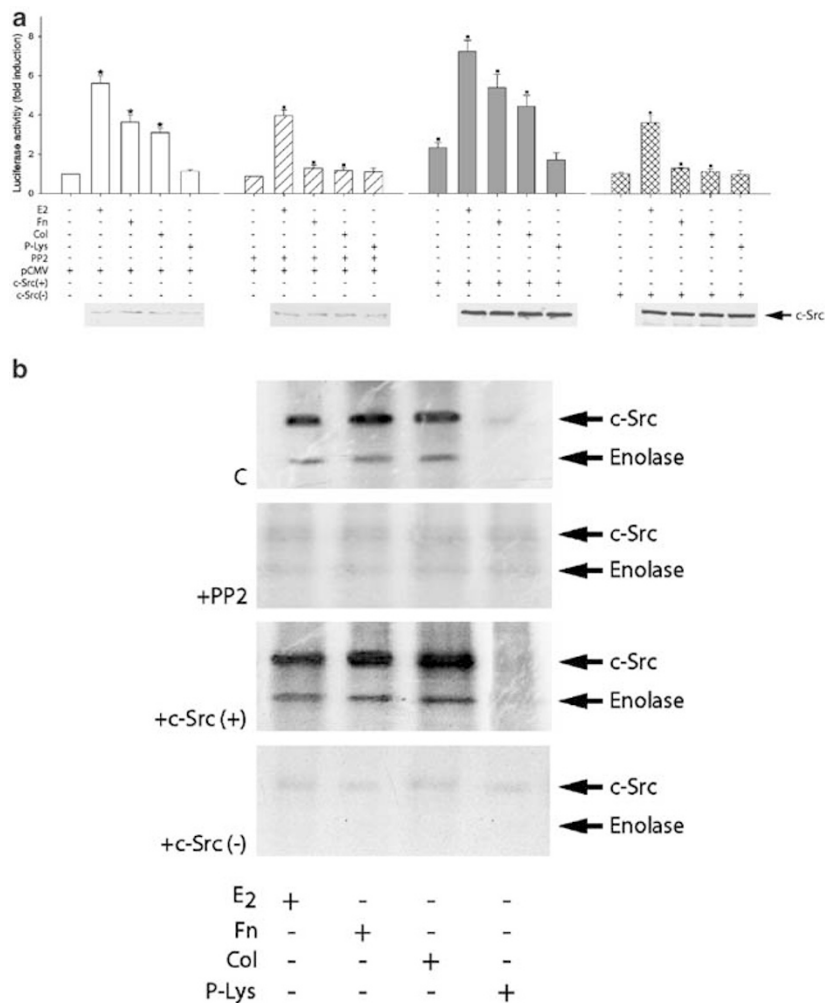 a
Luciferase activity (fold induction)
8
6
4
2
0
E2 - + - - - - + - - - - + - - - - + - - -
Fn - - + - - - - + - - - - + - - - - + - -
Col - - - + - - - - + - - - - + - - - - + -
P-Lys - - - - + - - - - + - - - - + - - - - +
PP2 - - - - - + + + + + - - - - - - - - - -
pCMV + + + + + + + + + + - - - - - - - - - -
c-Src(+) - - - - - - - - - - + + + + + - - - - -
c-Src(-) - - - - - - - - - - - - - - - + + + + +
c-Src
b
c-Src
Enolase
C
c-Src
Enolase
+PP2
c-Src
Enolase
+c-Src (+)
c-Src
Enolase
+c-Src (-)
E2 + - - -
Fn - + - -
Col - - + -
P-Lys - - - +